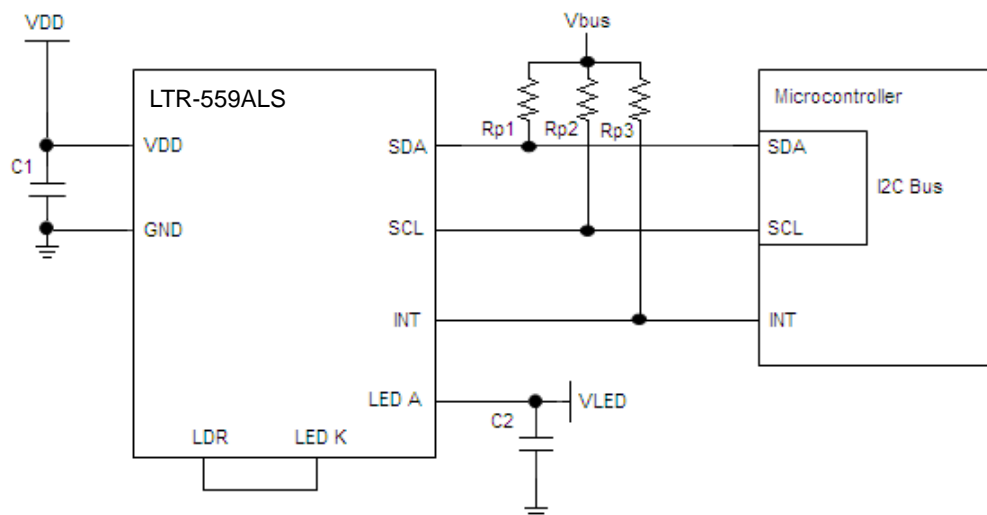 VDD
Vbus
LTR-559ALS
Microcontroller
Rp1
Rp2
Rp3
VDD
SDA
SDA
C1
I2C Bus
GND
SCL
SCL
INT
INT
LED A
C2
VLED
LDR
LED K